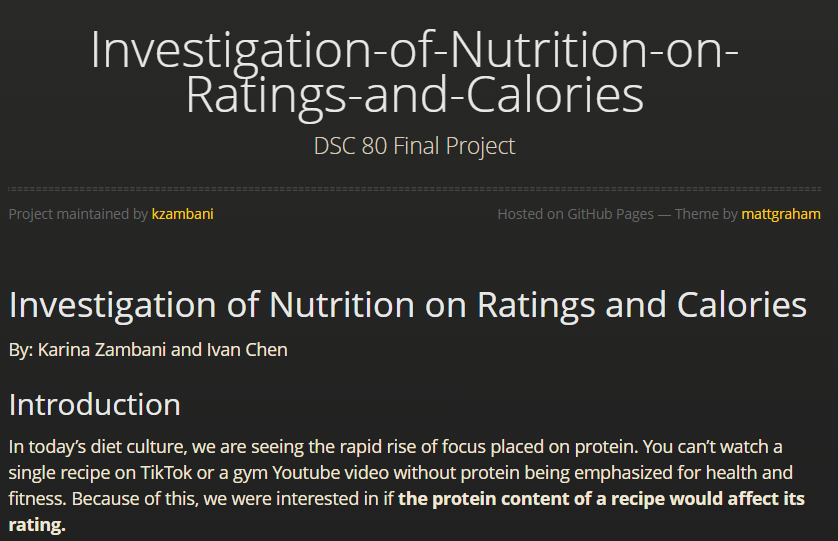 Investigation-of-Nutrition-on-
Ratings-and-Calories
DSC 80 Final Project
Project maintained by kzambani
Hosted on GitHub Pages — Theme by mattgraham
Investigation of Nutrition on Ratings and Calories
By: Karina Zambani and Ivan Chen
Introduction
In today’s diet culture, we are seeing the rapid rise of focus placed on protein. You can’t watch a
single recipe on TikTok or a gym Youtube video without protein being emphasized for health and
fitness. Because of this, we were interested in if the protein content of a recipe would affect its
rating.